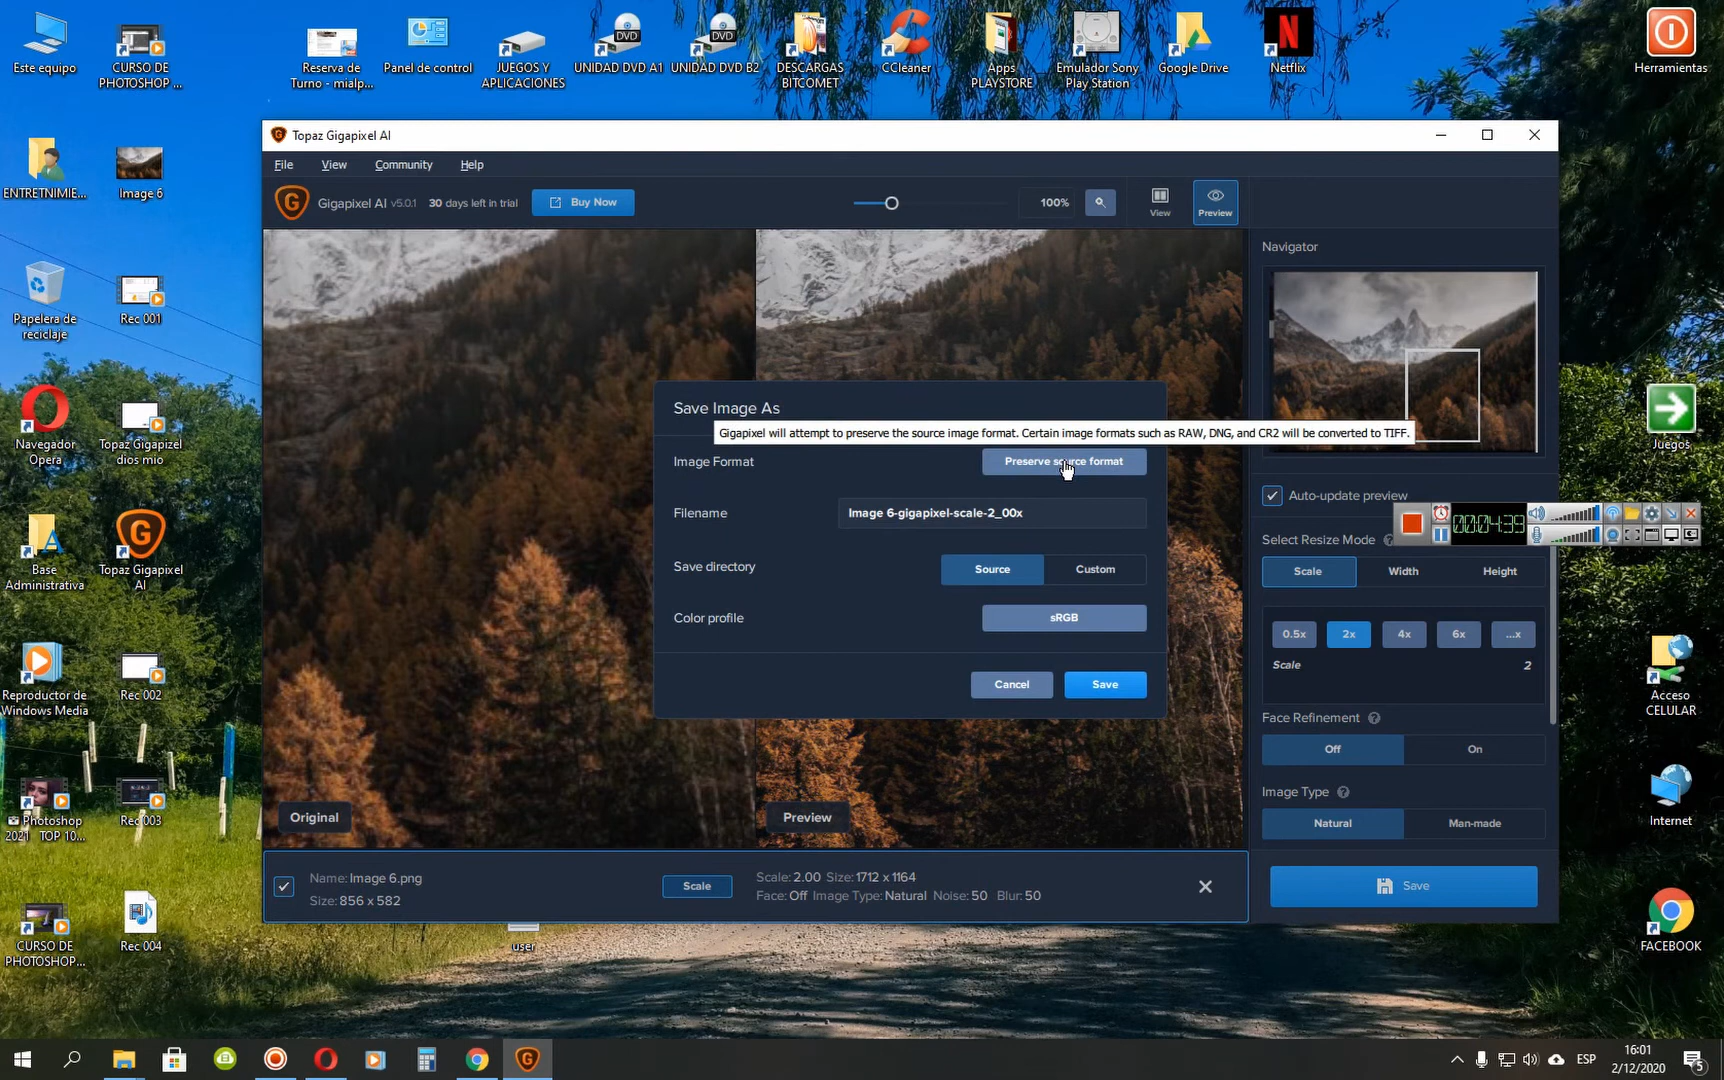 Este equipo
CURSO DE
PHOTOSHOP ...
Reserva de
Turno - mialp...
Panel de control
JUEGOS Y
APLICACIONES
DVD
UNIDAD DVD A1
DVD
UNIDAD DVD B2
DESCARGAS
BITCOMET
CCleaner
Apps
PLAYSTORE
Emulador Sony
Play Station
Google Drive
N
Netflix
Herramientas
ENTRETNIMIE...
Image 6
Papelera de
reciclaje
Rec 001
Navegador
Opera
Topaz Gigapixel
dios mio
Base
Administrativa
Topaz Gigapixel
AI
Reproductor de
Windows Media
Rec 002
Photoshop
2021 TOP 10...
Rec 003
CURSO DE
PHOTOSHOP...
Rec 004
user
Juegos
Acceso
CELULAR
Internet
FACEBOOK
Topaz Gigapixel AI
File View Community Help
Gigapixel AI v5.0.1 30 days left in trial Buy Now
100%
View
Preview
Navigator
Save Image As
Gigapixel will attempt to preserve the source image format. Certain image formats such as RAW, DNG, and CR2 will be converted to TIFF.
Image Format Preserve source format
Filename Image 6-gigapixel-scale-2_00x
Save directory Source Custom
Color profile sRGB
Cancel Save
Auto-update preview
00:04:39
Select Resize Mode
Scale Width Height
0.5x 2x 4x 6x ...x
Scale 2
Face Refinement ?
Off On
Image Type ?
Natural Man-made
Save
Original
Preview
Name: Image 6.png
Size: 856 x 582
Scale
Scale: 2.00 Size: 1712 x 1164
Face: Off Image Type: Natural Noise: 50 Blur: 50
ESP
16:01
2/12/2020
5